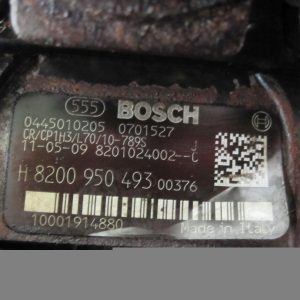 555 BOSCH
0445010205 0701527
CR/CP1H3/L70/10-789S J
11-05-09 8201024002--C
H 8200 950 493 00376
10001914880
Made in Italy